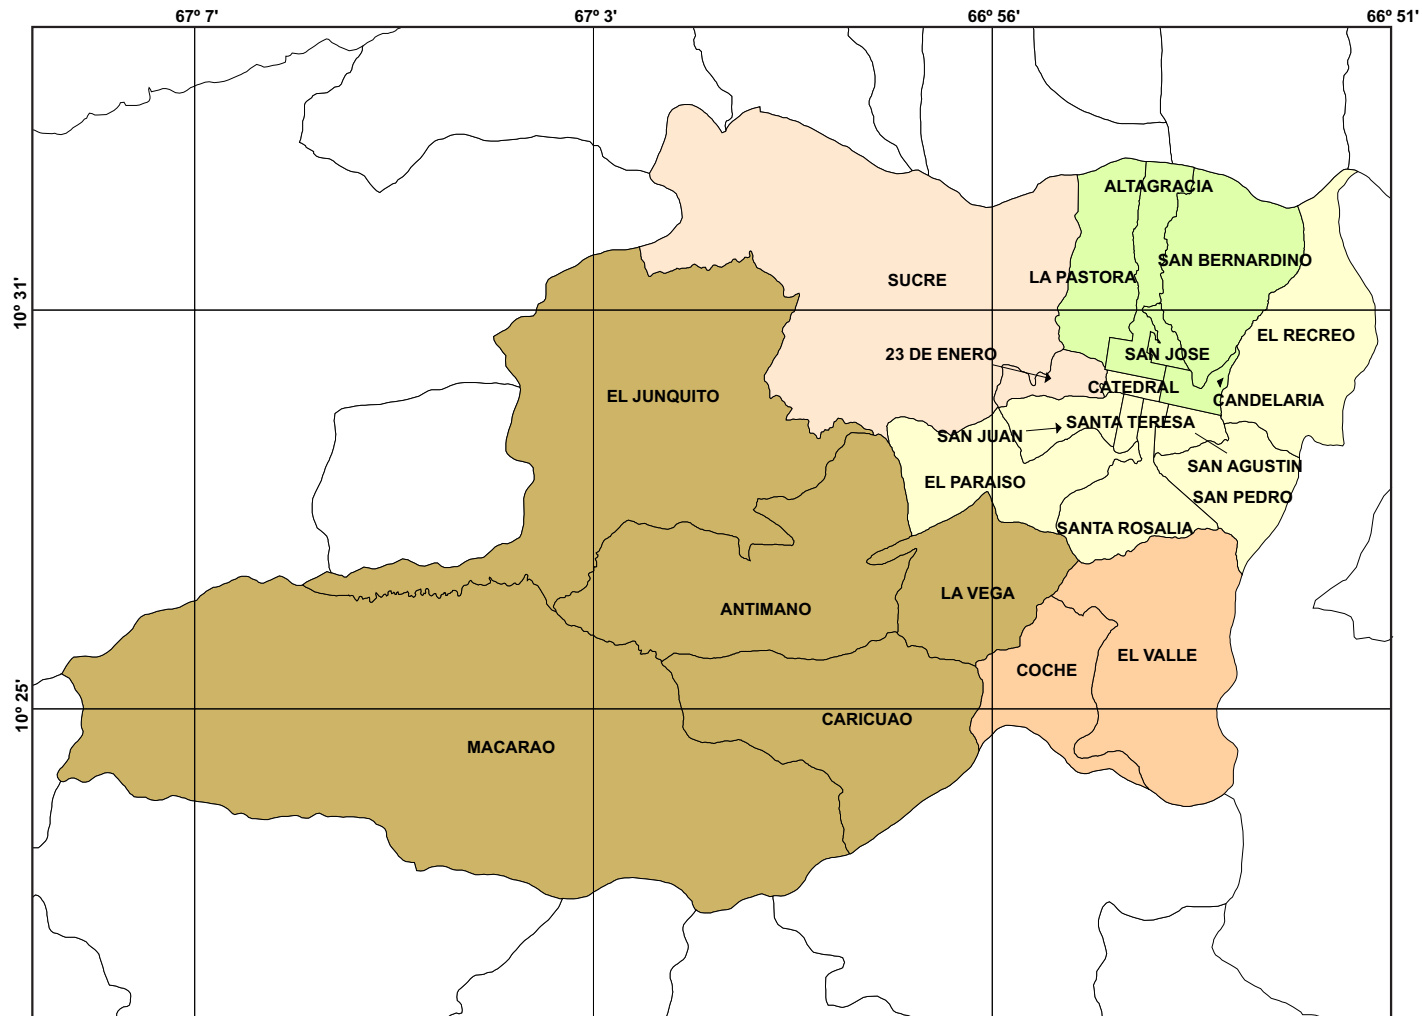 67º 7'
67º 3'
66º 56'
66º 51'
ALTAGRACIA
SAN BERNARDINO
LA PASTORA
SUCRE
10º 31'
EL RECREO
23 DE ENERO
SAN JOSE
CATEDRAL
EL JUNQUITO
CANDELARIA
SANTA TERESA
SAN JUAN
SAN AGUSTIN
EL PARAISO
SAN PEDRO
SANTA ROSALIA
LA VEGA
ANTIMANO
EL VALLE
COCHE
10º 25'
CARICUAO
MACARAO